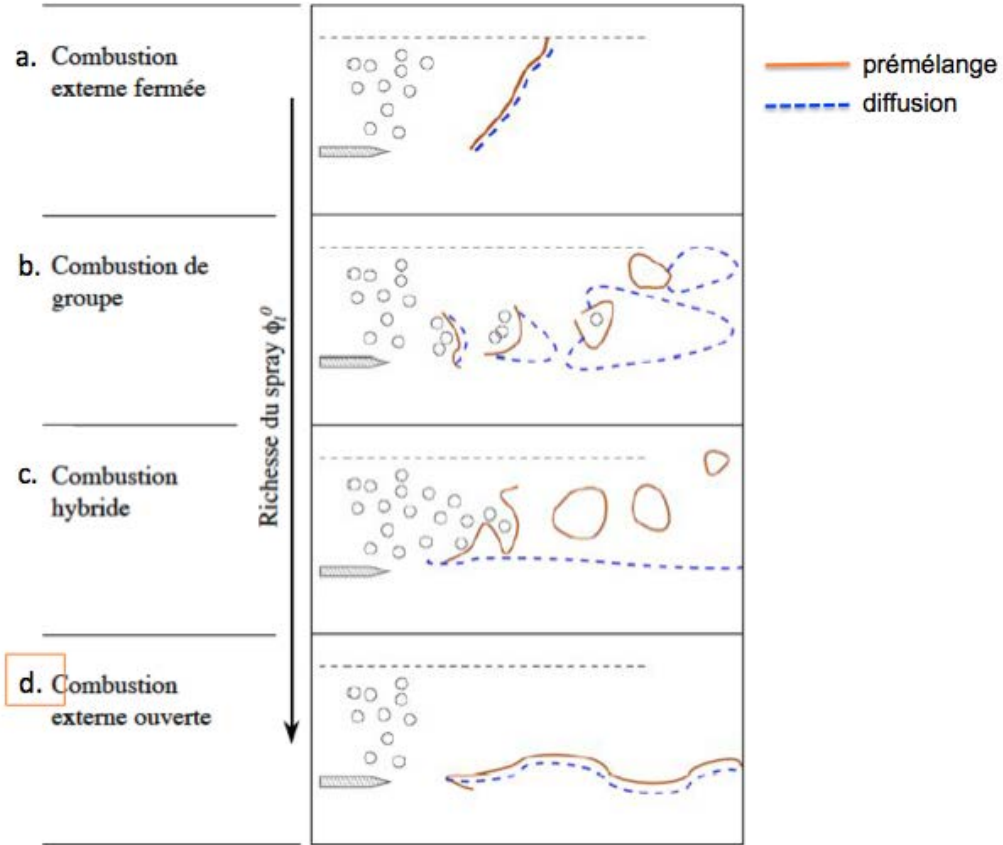 a. Combustion
externe fermée
prémélange
diffusion
b. Combustion de
groupe
Richesse du spray ϕₗ⁰
c. Combustion
hybride
d. Combustion
externe ouverte